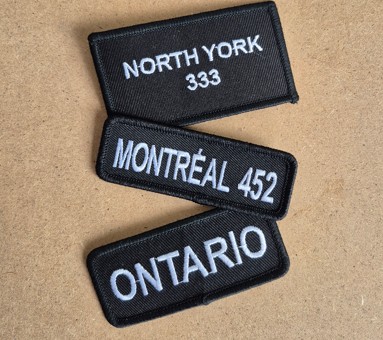 NORTH YORK
333
MONTRÉAL 452
ONTARIO